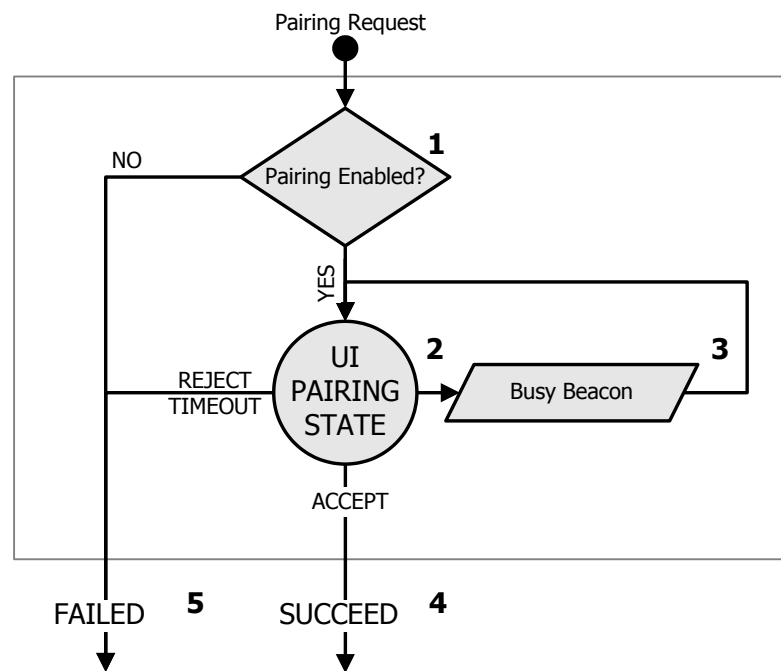 Pairing Request
1
NO
Pairing Enabled?
YES
UI
PAIRING
STATE
2
3
REJECT
TIMEOUT
Busy Beacon
ACCEPT
FAILED
5
SUCCEED
4